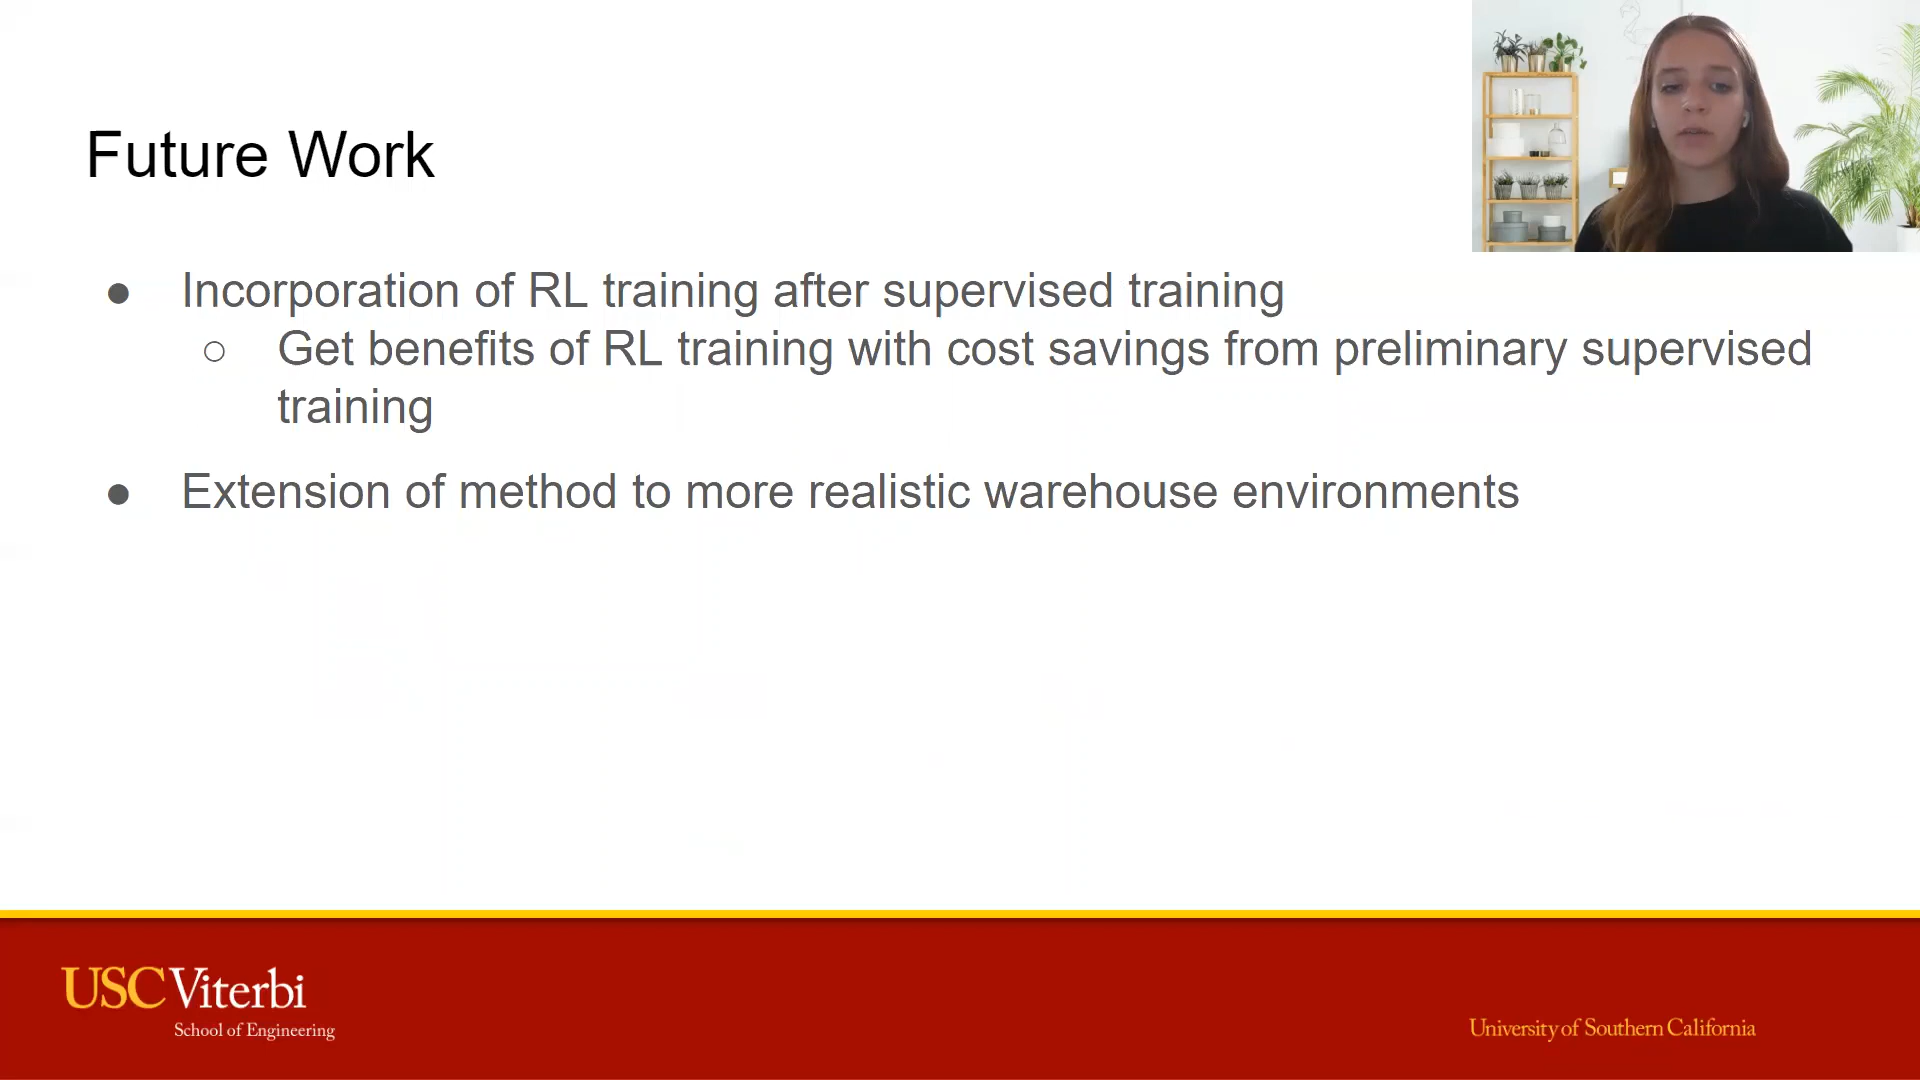 Future Work
● Incorporation of RL training after supervised training
○ Get benefits of RL training with cost savings from preliminary supervised
training
● Extension of method to more realistic warehouse environments
USC Viterbi
School of Engineering
University of Southern California